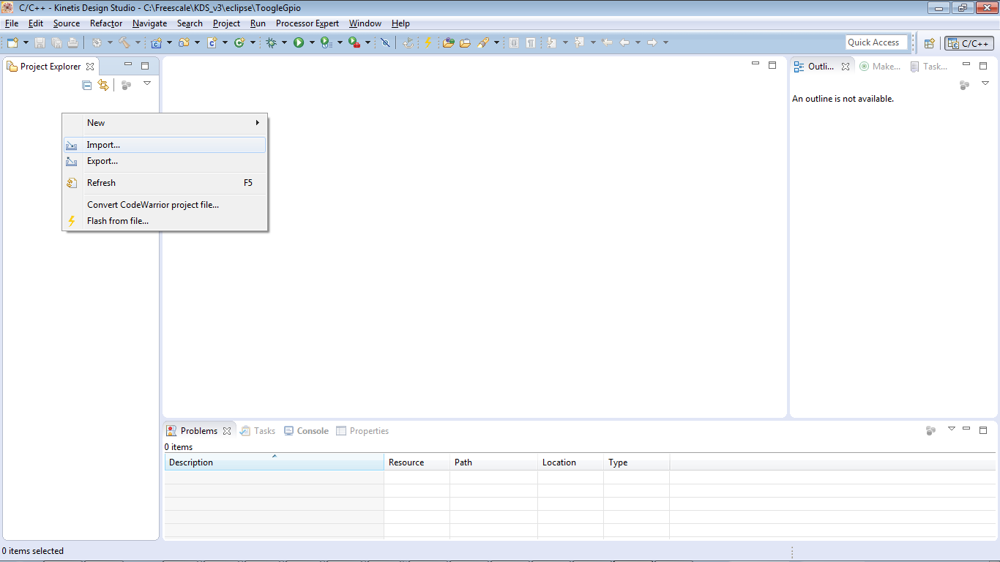 C/C++ - Kinetis Design Studio - C:\Freescale\KDS_v3\eclipse\ToogleGpio
File Edit Source Refactor Navigate Search Project Run Processor Expert Window Help
Quick Access C/C++
Project Explorer
Outli... Make... Task...
An outline is not available.
New
Import...
Export...
Refresh F5
Convert CodeWarrior project file...
Flash from file...
Problems Tasks Console Properties
0 items
Description Resource Path Location Type
0 items selected